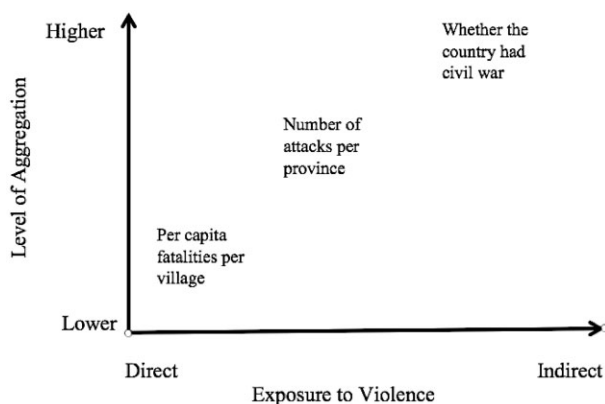 Higher
Whether the
country had
civil war
Level of Aggregation
Number of
attacks per
province
Per capita
fatalities per
village
Lower
Direct
Indirect
Exposure to Violence